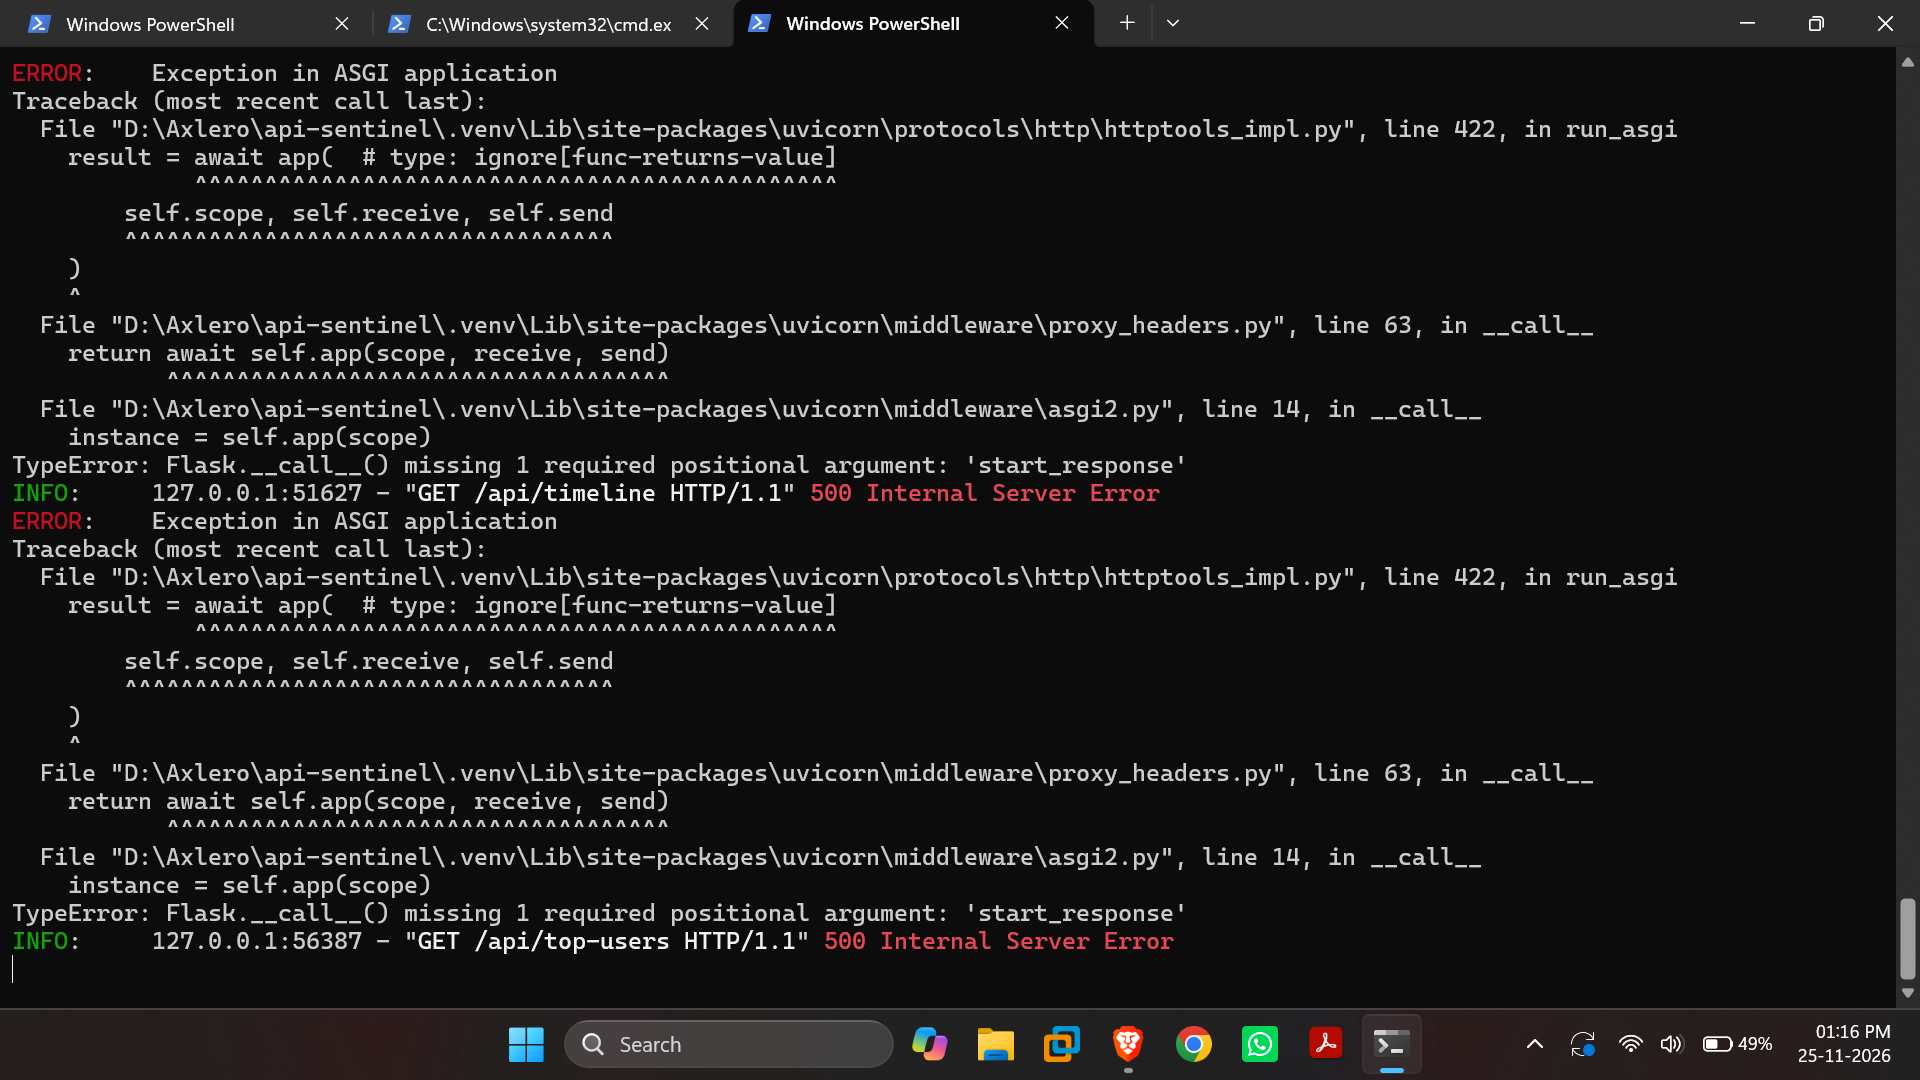 Windows PowerShell
C:\Windows\system32\cmd.ex
Windows PowerShell
ERROR:    Exception in ASGI application
Traceback (most recent call last):
  File "D:\Axlero\api-sentinel\.venv\Lib\site-packages\uvicorn\protocols\http\httptools_impl.py", line 422, in run_asgi
    result = await app(  # type: ignore[func-returns-value]
             ^^^^^^^^^^^^^^^^^^^^^^^^^^^^^^^^^^^^^^^^^^^^^^
        self.scope, self.receive, self.send
        ^^^^^^^^^^^^^^^^^^^^^^^^^^^^^^^^^^^
    )
    ^
  File "D:\Axlero\api-sentinel\.venv\Lib\site-packages\uvicorn\middleware\proxy_headers.py", line 63, in __call__
    return await self.app(scope, receive, send)
           ^^^^^^^^^^^^^^^^^^^^^^^^^^^^^^^^^^^^
  File "D:\Axlero\api-sentinel\.venv\Lib\site-packages\uvicorn\middleware\asgi2.py", line 14, in __call__
    instance = self.app(scope)
TypeError: Flask.__call__() missing 1 required positional argument: 'start_response'
INFO:     127.0.0.1:51627 - "GET /api/timeline HTTP/1.1" 500 Internal Server Error
ERROR:    Exception in ASGI application
Traceback (most recent call last):
  File "D:\Axlero\api-sentinel\.venv\Lib\site-packages\uvicorn\protocols\http\httptools_impl.py", line 422, in run_asgi
    result = await app(  # type: ignore[func-returns-value]
             ^^^^^^^^^^^^^^^^^^^^^^^^^^^^^^^^^^^^^^^^^^^^^^
        self.scope, self.receive, self.send
        ^^^^^^^^^^^^^^^^^^^^^^^^^^^^^^^^^^^
    )
    ^
  File "D:\Axlero\api-sentinel\.venv\Lib\site-packages\uvicorn\middleware\proxy_headers.py", line 63, in __call__
    return await self.app(scope, receive, send)
           ^^^^^^^^^^^^^^^^^^^^^^^^^^^^^^^^^^^^
  File "D:\Axlero\api-sentinel\.venv\Lib\site-packages\uvicorn\middleware\asgi2.py", line 14, in __call__
    instance = self.app(scope)
TypeError: Flask.__call__() missing 1 required positional argument: 'start_response'
INFO:     127.0.0.1:56387 - "GET /api/top-users HTTP/1.1" 500 Internal Server Error
Search
49%
01:16 PM
25-11-2026